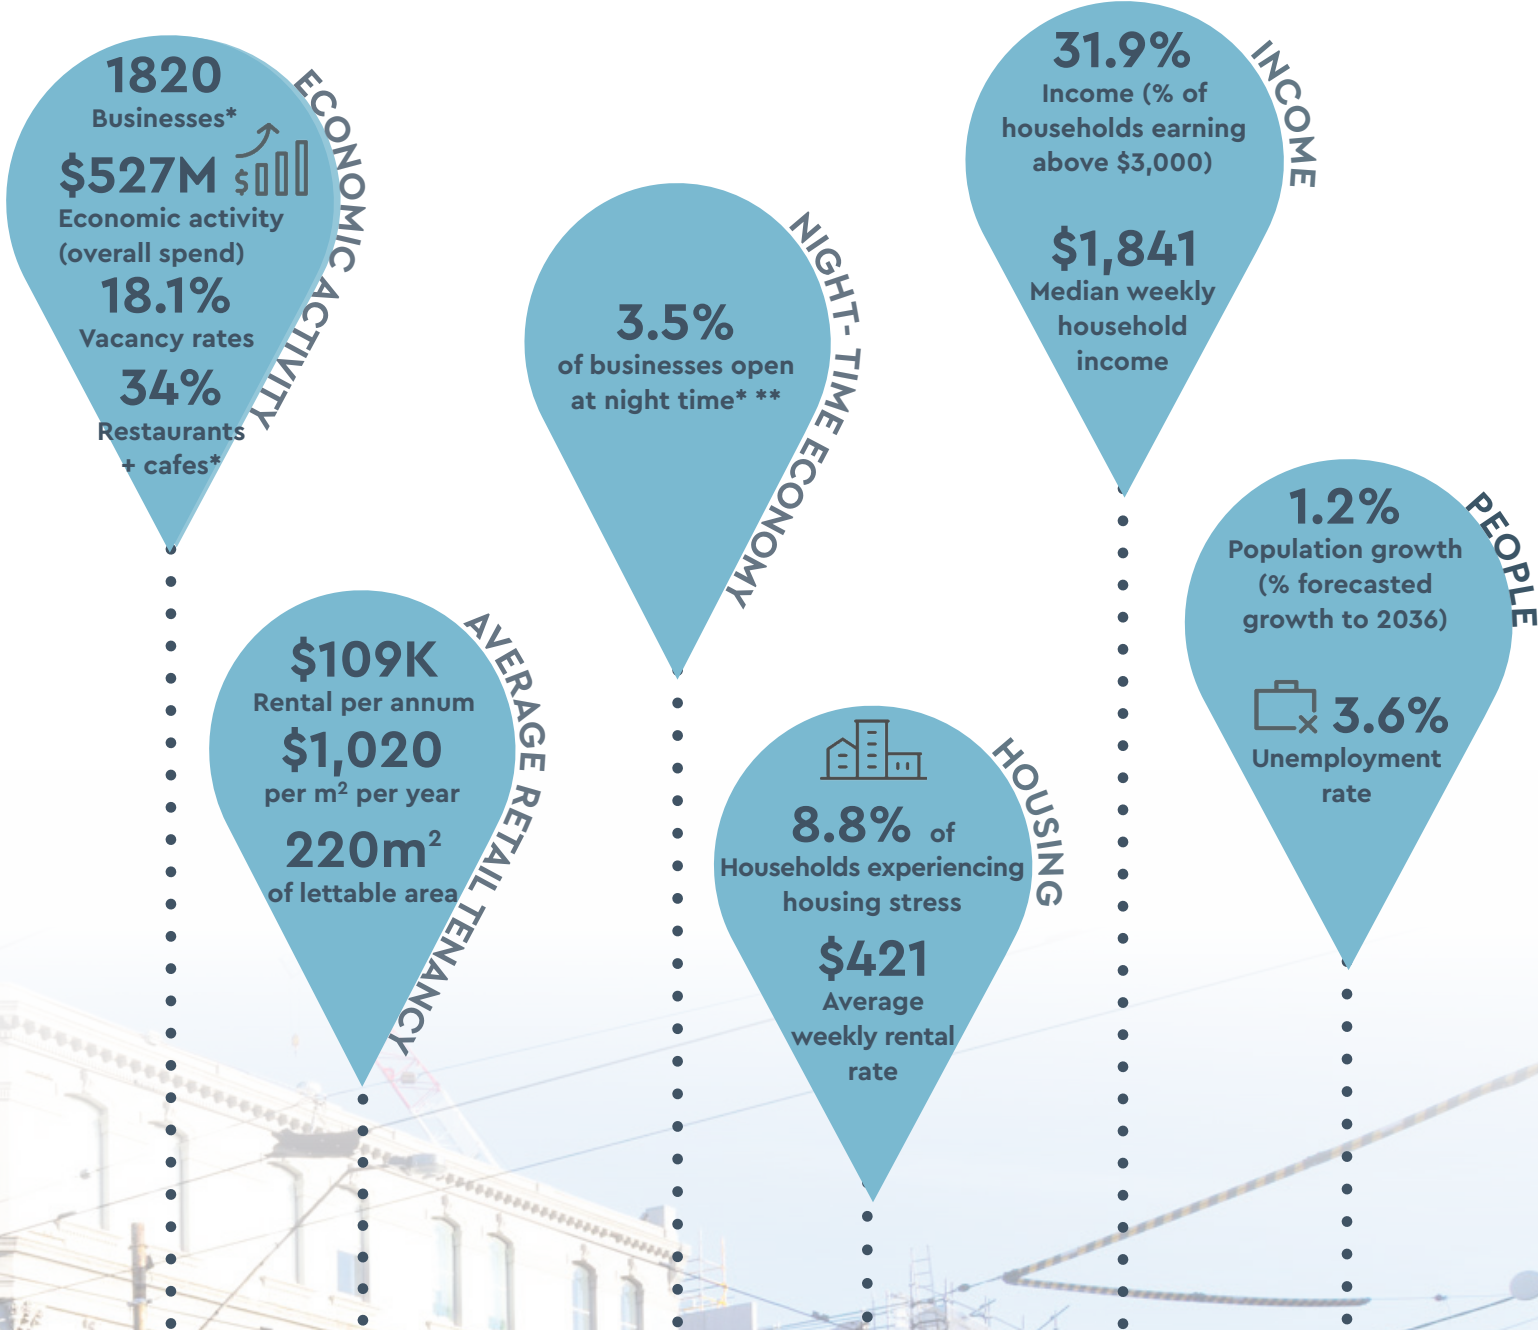 1820
Businesses*
$527M
$
Economic activity
(overall spend)
18.1%
Vacancy rates
34%
Restaurants
+ cafes*
ECONOMIC ACTIVITY
$109K
Rental per annum
$1,020
per m² per year
220m²
of lettable area
AVERAGE RETAIL TENANCY
3.5%
of businesses open
at night time* **
NIGHT- TIME ECONOMY
8.8% of
Households experiencing
housing stress
$421
Average
weekly rental
rate
HOUSING
31.9%
Income (% of
households earning
above $3,000)
$1,841
Median weekly
household
income
INCOME
1.2%
Population growth
(% forecasted
growth to 2036)
3.6%
Unemployment
rate
PEOPLE